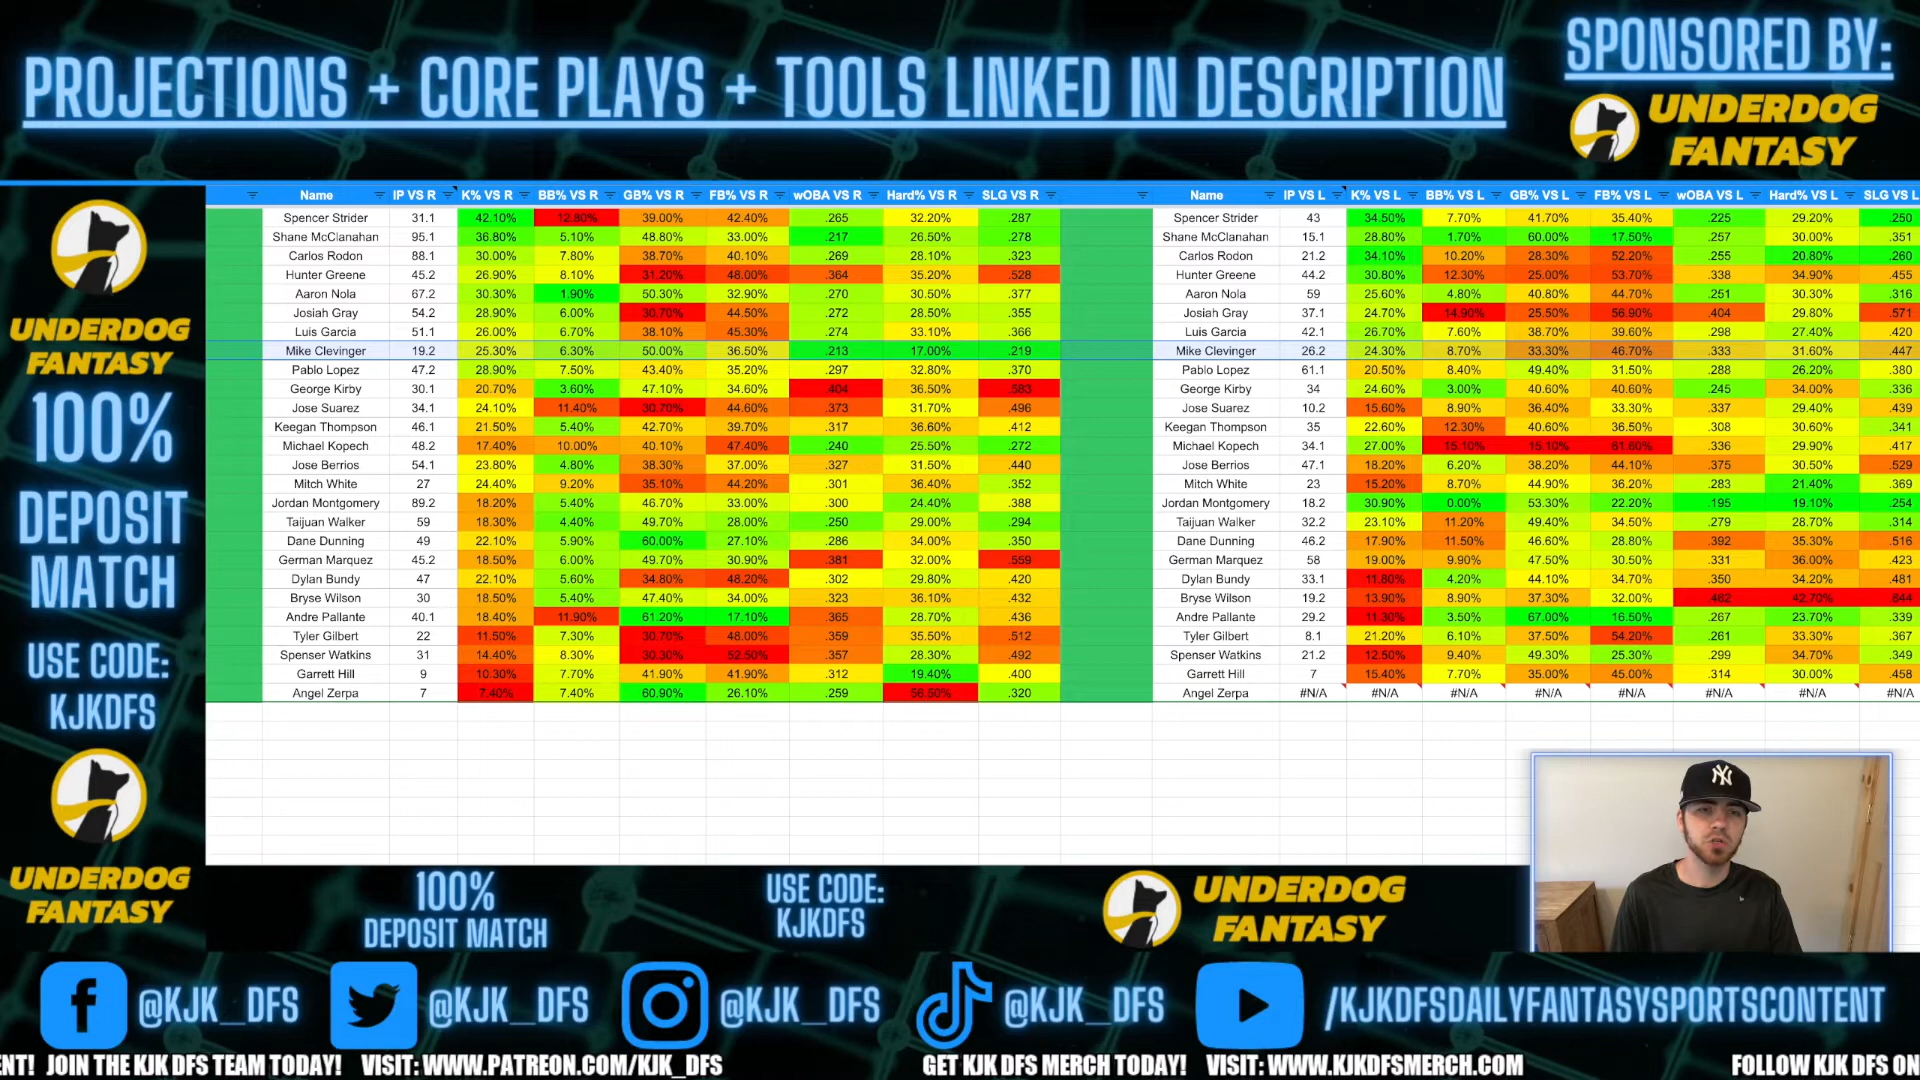 PROJECTIONS + CORE PLAYS + TOOLS LINKED IN DESCRIPTION
SPONSORED BY:
UNDERDOG
FANTASY
UNDERDOG
FANTASY
100%
DEPOSIT
MATCH
USE CODE:
KJKDFS
UNDERDOG
FANTASY
Name IP VS R K% VS R BB% VS R GB% VS R FB% VS R wOBA VS R Hard% VS R SLG VS R Name IP VS L K% VS L BB% VS L GB% VS L FB% VS L wOBA VS L Hard% VS L SLG VS L
Spencer Strider 31.1 42.10% 12.80% 39.00% 42.40% .265 32.20% .287 Spencer Strider 43 34.50% 7.70% 41.70% 35.40% .225 29.20% .250
Shane McClanahan 95.1 36.80% 5.10% 48.80% 33.00% .217 26.50% .278 Shane McClanahan 15.1 28.80% 1.70% 60.00% 17.50% .257 30.00% .351
Carlos Rodon 88.1 30.00% 7.80% 38.70% 40.10% .269 28.10% .323 Carlos Rodon 21.2 34.10% 10.20% 28.30% 52.20% .255 20.80% .260
Hunter Greene 45.2 26.90% 8.10% 31.20% 48.00% .364 35.20% .528 Hunter Greene 44.2 30.80% 12.30% 25.00% 53.70% .338 34.90% .455
Aaron Nola 67.2 30.30% 1.90% 50.30% 32.90% .270 30.50% .377 Aaron Nola 59 25.60% 4.80% 40.80% 44.70% .251 30.30% .316
Josiah Gray 54.2 28.90% 6.00% 30.70% 44.50% .272 28.50% .355 Josiah Gray 37.1 24.70% 14.90% 25.50% 56.90% .404 29.80% .571
Luis Garcia 51.1 26.00% 6.70% 38.10% 45.30% .274 33.10% .366 Luis Garcia 42.1 26.70% 7.60% 38.70% 39.60% .298 27.40% .420
Mike Clevinger 19.2 25.30% 6.30% 50.00% 36.50% .213 17.00% .219 Mike Clevinger 26.2 24.30% 8.70% 33.30% 46.70% .333 31.60% .447
Pablo Lopez 47.2 28.90% 7.50% 43.40% 35.20% .297 32.80% .370 Pablo Lopez 61.1 20.50% 8.40% 49.40% 31.50% .288 26.20% .380
George Kirby 30.1 20.70% 3.60% 47.10% 34.60% .404 36.50% .583 George Kirby 34 24.60% 3.00% 40.60% 40.60% .245 34.00% .336
Jose Suarez 34.1 24.10% 11.40% 30.70% 44.60% .373 31.70% .496 Jose Suarez 10.2 15.60% 8.90% 36.40% 33.30% .337 29.40% .439
Keegan Thompson 46.1 21.50% 5.40% 42.70% 39.70% .317 36.60% .412 Keegan Thompson 35 22.60% 12.30% 40.60% 36.50% .308 30.60% .341
Michael Kopech 48.2 17.40% 10.00% 40.10% 47.40% .240 25.50% .272 Michael Kopech 34.1 27.00% 15.10% 15.10% 61.60% .336 29.90% .417
Jose Berrios 54.1 23.80% 4.80% 38.30% 37.00% .327 31.50% .440 Jose Berrios 47.1 18.20% 6.20% 38.20% 44.10% .375 30.50% .529
Mitch White 27 24.40% 9.20% 35.10% 44.20% .301 36.40% .352 Mitch White 23 15.20% 8.70% 44.90% 36.20% .283 21.40% .369
Jordan Montgomery 89.2 18.20% 5.40% 46.70% 33.00% .300 24.40% .388 Jordan Montgomery 18.2 30.90% 0.00% 53.30% 22.20% .195 19.10% .254
Taijuan Walker 59 18.30% 4.40% 49.70% 28.00% .250 29.00% .294 Taijuan Walker 32.2 23.10% 11.20% 49.40% 34.50% .279 28.70% .314
Dane Dunning 49 22.10% 5.90% 60.00% 27.10% .286 34.00% .350 Dane Dunning 46.2 17.90% 11.50% 46.60% 28.80% .392 35.30% .516
German Marquez 45.2 18.50% 6.00% 49.70% 30.90% .381 32.00% .559 German Marquez 58 19.00% 9.90% 47.50% 30.50% .331 36.00% .423
Dylan Bundy 47 22.10% 5.60% 34.80% 48.20% .302 29.80% .420 Dylan Bundy 33.1 11.80% 4.20% 44.10% 34.70% .350 34.20% .481
Bryse Wilson 30 18.50% 5.40% 47.40% 34.00% .323 36.10% .432 Bryse Wilson 19.2 13.90% 8.90% 37.30% 32.00% .462 42.70% .644
Andre Pallante 40.1 18.40% 11.90% 61.20% 17.10% .365 28.70% .436 Andre Pallante 29.2 11.30% 3.50% 67.00% 16.50% .267 23.70% .339
Tyler Gilbert 22 11.50% 7.30% 30.70% 48.00% .359 35.50% .512 Tyler Gilbert 8.1 21.20% 6.10% 37.50% 54.20% .261 33.30% .367
Spenser Watkins 31 14.40% 8.30% 30.30% 52.50% .357 28.30% .492 Spenser Watkins 21.2 12.50% 9.40% 49.30% 25.30% .299 34.70% .349
Garrett Hill 9 10.30% 7.70% 41.90% 41.90% .312 19.40% .400 Garrett Hill 7 15.40% 7.70% 35.00% 45.00% .314 30.00% .458
Angel Zerpa 7 7.40% 7.40% 60.90% 26.10% .259 56.50% .320 Angel Zerpa #N/A #N/A #N/A #N/A #N/A #N/A #N/A #N/A
100%
DEPOSIT MATCH
USE CODE:
KJKDFS
UNDERDOG
FANTASY
@KJK_DFS @KJK_DFS @KJK_DFS @KJK_DFS /KJKDFSDAILYFANTASYSPORTSCONTENT
ENT! JOIN THE KJK DFS TEAM TODAY! VISIT: WWW.PATREON.COM/KJK_DFS GET KJK DFS MERCH TODAY! VISIT: WWW.KJKDFSMERCH.COM FOLLOW KJK DFS ON